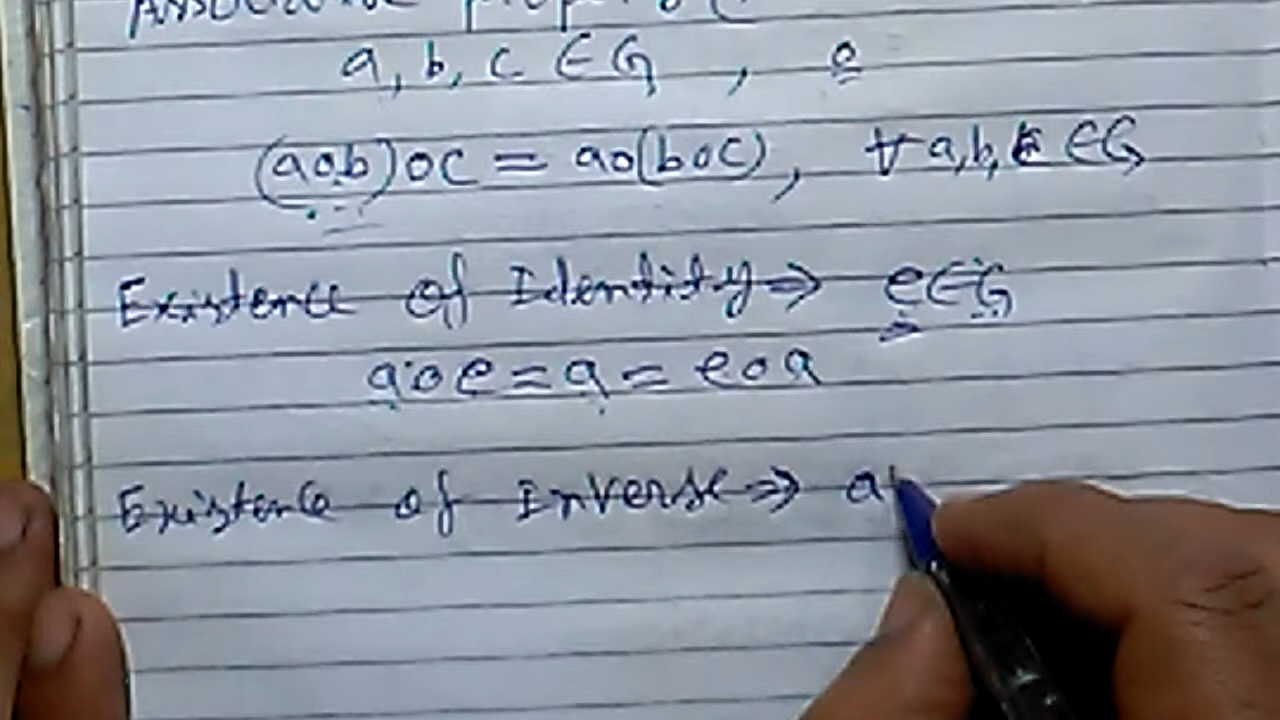 a, b, c ∈ G , e
(aob)oc = ao(boc), ∀ a,b,c ∈ G
Existence of Identity ⇒ e∈G
aoe = a = eoa
Existence of Inverse ⇒ a